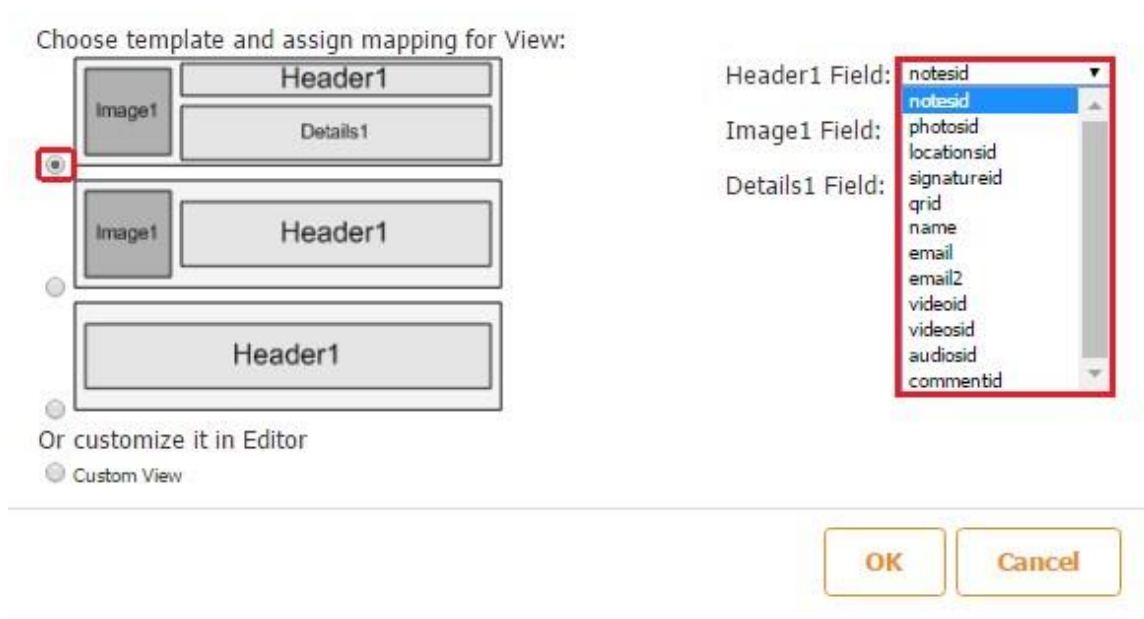 Choose template and assign mapping for View:
Header1
Image1
Details1
Image1
Header1
Header1
Or customize it in Editor
Custom View
Header1 Field:
notesid
Image1 Field:
Details1 Field:
notesid
photosid
locationsid
signatureid
qrid
name
email
email2
videoid
videosid
audiosid
commentid
OK
Cancel